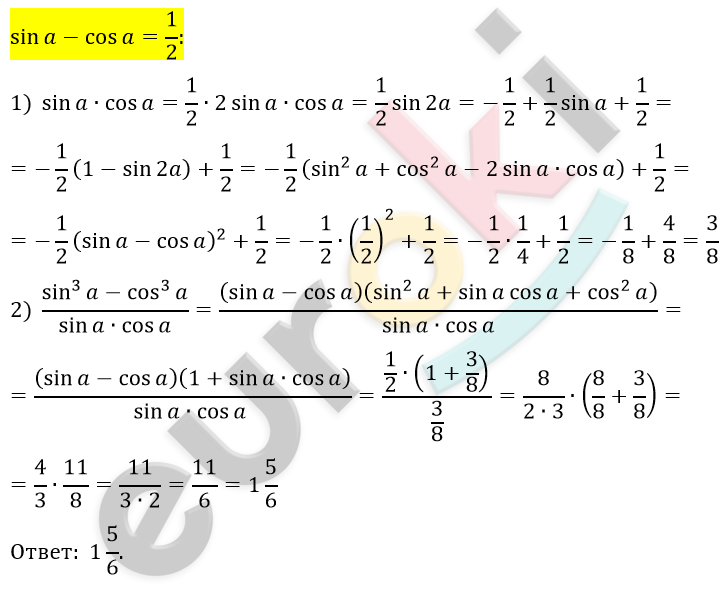 sin a − cos a = 1/2:
1) sin a · cos a = 1/2 · 2 sin a · cos a = 1/2 sin 2a = −1/2 + 1/2 sin a + 1/2 =
= −1/2 (1 − sin 2a) + 1/2 = −1/2 (sin² a + cos² a − 2 sin a · cos a) + 1/2 =
= −1/2 (sin a − cos a)² + 1/2 = −1/2 · (1/2)² + 1/2 = −1/2 · 1/4 + 1/2 = −1/8 + 4/8 = 3/8
2) (sin³ a − cos³ a)/(sin a · cos a) = ((sin a − cos a)(sin² a + sin a cos a + cos² a))/(sin a · cos a) =
= ((sin a − cos a)(1 + sin a · cos a))/(sin a · cos a) = (1/2 · (1 + 3/8))/(3/8) = 8/(2 · 3) · (8/8 + 3/8) =
= 4/3 · 11/8 = 11/(3 · 2) = 11/6 = 1 5/6
Ответ: 1 5/6.
euroki